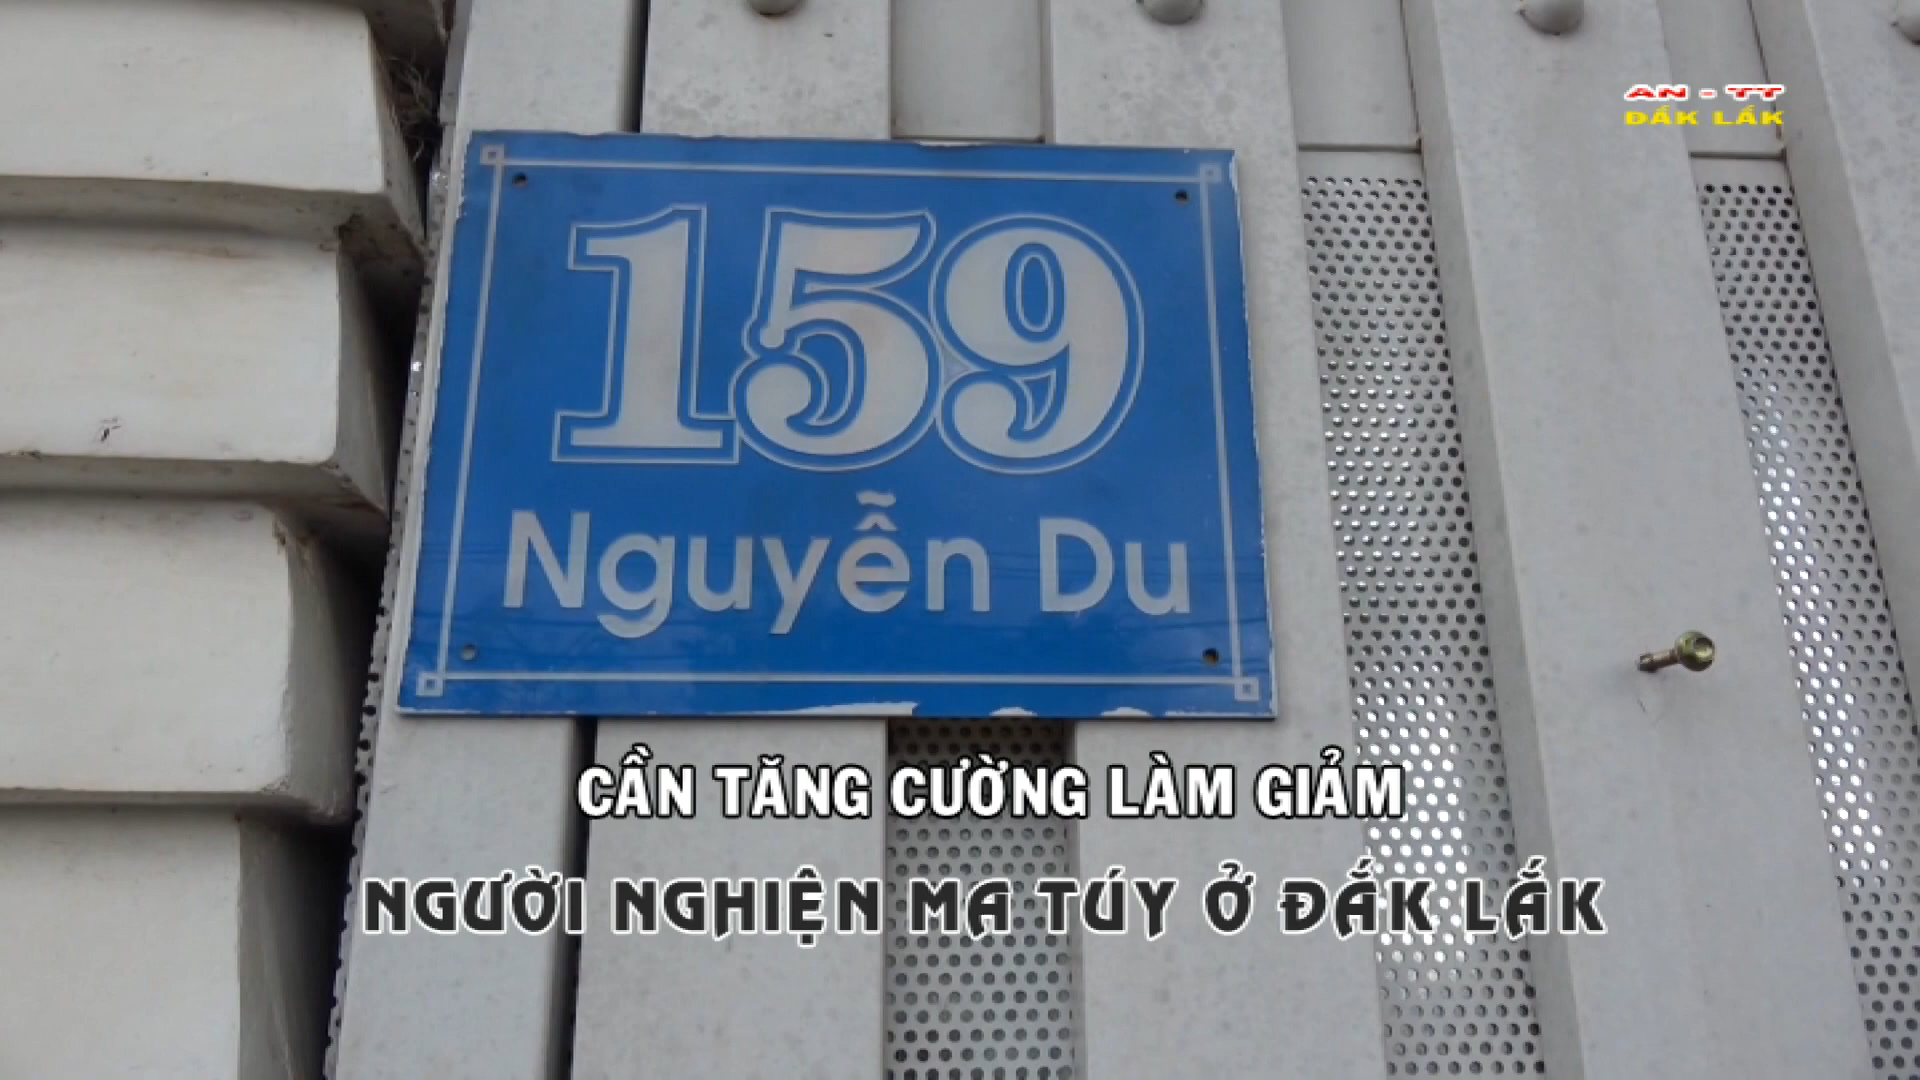 AN - TT
ĐẮK LẮK
159
Nguyễn Du
CẦN TĂNG CƯỜNG LÀM GIẢM
NGƯỜI NGHIỆN MA TÚY Ở ĐẮK LẮK